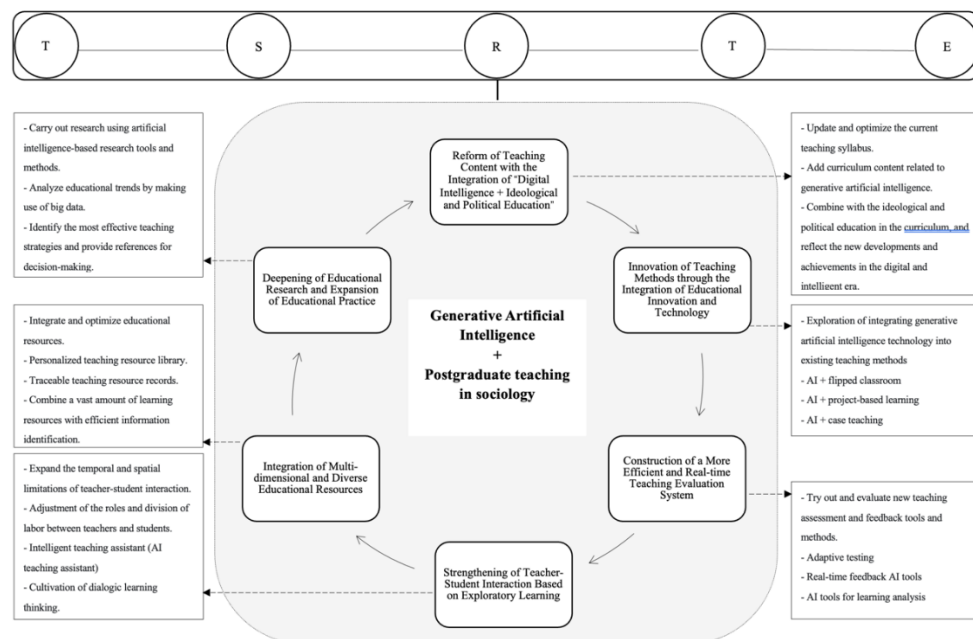 T
S
R
T
E
- Carry out research using artificial
intelligence-based research tools and
methods.
- Analyze educational trends by making
use of big data.
- Identify the most effective teaching
strategies and provide references for
decision-making.
Reform of Teaching
Content with the
Integration of "Digital
Intelligence + Ideological
and Political Education"
- Update and optimize the current
teaching syllabus.
- Add curriculum content related to
generative artificial intelligence.
- Combine with the ideological and
political education in the curriculum, and
reflect the new developments and
achievements in the digital and
intelligent era.
Deepening of Educational
Research and Expansion
of Educational Practice
Innovation of Teaching
Methods through the
Integration of Educational
Innovation and
Technology
Generative Artificial
Intelligence
+
Postgraduate teaching
in sociology
- Integrate and optimize educational
resources.
- Personalized teaching resource library.
- Traceable teaching resource records.
- Combine a vast amount of learning
resources with efficient information
identification.
- Exploration of integrating generative
artificial intelligence technology into
existing teaching methods
- AI + flipped classroom
- AI + project-based learning
- AI + case teaching
Integration of Multi-
dimensional and Diverse
Educational Resources
Construction of a More
Efficient and Real-time
Teaching Evaluation
System
- Expand the temporal and spatial
limitations of teacher-student interaction.
- Adjustment of the roles and division of
labor between teachers and students.
- Intelligent teaching assistant (AI
teaching assistant)
- Cultivation of dialogic learning
thinking.
Strengthening of Teacher-
Student Interaction Based
on Exploratory Learning
- Try out and evaluate new teaching
assessment and feedback tools and
methods.
- Adaptive testing
- Real-time feedback AI tools
- AI tools for learning analysis